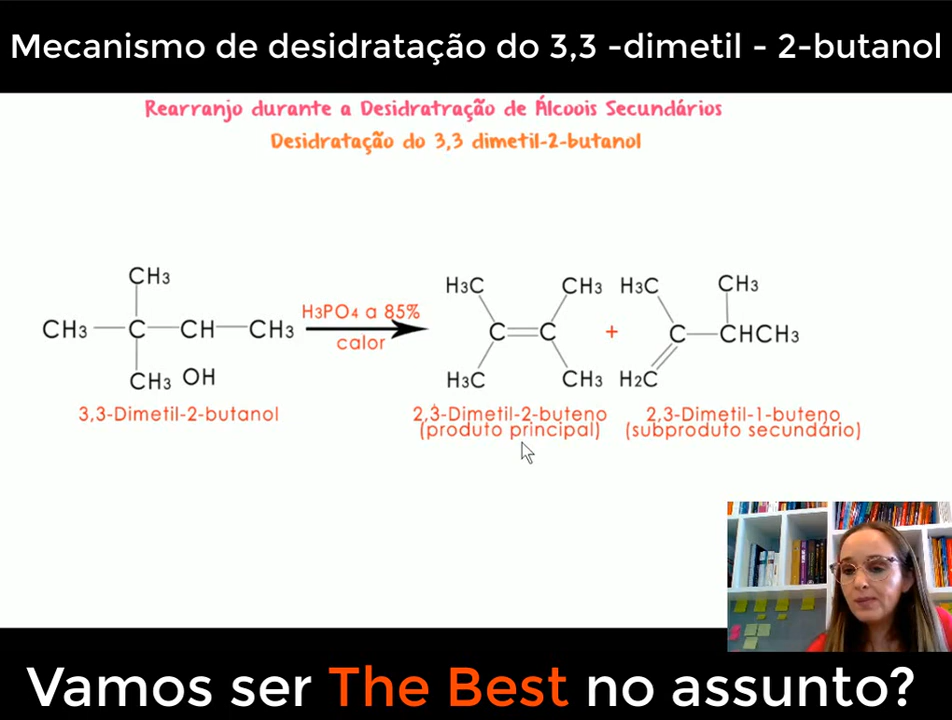 Mecanismo de desidratação do 3,3 -dimetil - 2-butanol
Rearranjo durante a Desidratração de Álcoois Secundários
Desidratação do 3,3 dimetil-2-butanol
CH3
CH3 C CH CH3
CH3 OH
3,3-Dimetil-2-butanol
H3PO4 a 85%
calor
H3C CH3
C C
H3C CH3
2,3-Dimetil-2-buteno
(produto principal)
+
H3C CH3
C CHCH3
H2C
2,3-Dimetil-1-buteno
(subproduto secundário)
Vamos ser The Best no assunto?